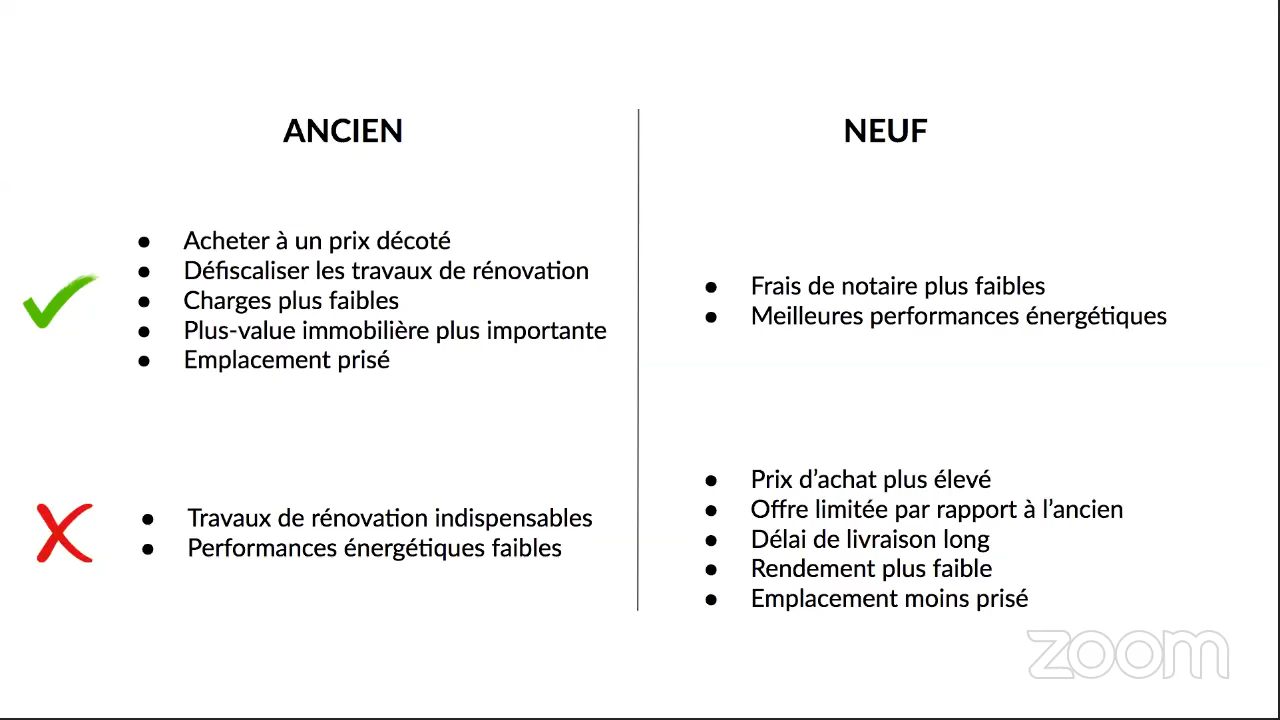 ANCIEN
Acheter à un prix décoté
Défiscaliser les travaux de rénovation
Charges plus faibles
Plus-value immobilière plus importante
Emplacement prisé
Travaux de rénovation indispensables
Performances énergétiques faibles
NEUF
Frais de notaire plus faibles
Meilleures performances énergétiques
Prix d’achat plus élevé
Offre limitée par rapport à l’ancien
Délai de livraison long
Rendement plus faible
Emplacement moins prisé
zoom